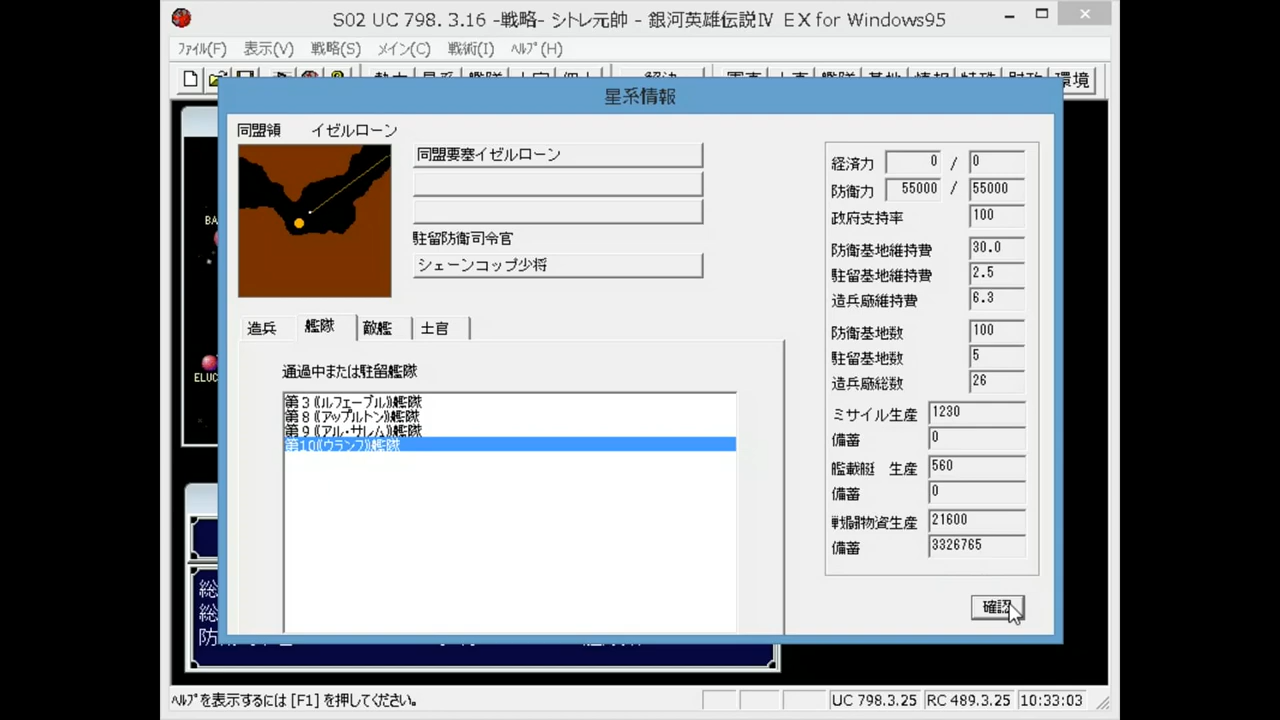 S02 UC 798. 3.16 -戦略- シトレ元帥 - 銀河英雄伝説Ⅳ EX for Windows95
ﾌｧｲﾙ(F) 表示(V) 戦略(S) メイン(C) 戦術(I) ﾍﾙﾌﾟ(H)
環境
星系情報
同盟領 イゼルローン
同盟要塞イゼルローン
駐留防衛司令官
シェーンコップ少将
造兵 艦隊 敵艦 士官
通過中または駐留艦隊
第３《ルフェーブル》艦隊
第８《アップルトン》艦隊
第９《アル・サレム》艦隊
第10《ウランフ》艦隊
経済力 0 / 0
防衛力 55000 / 55000
政府支持率 100
防衛基地維持費 30.0
駐留基地維持費 2.5
造兵廠維持費 6.3
防衛基地数 100
駐留基地数 5
造兵廠総数 26
ミサイル生産 1230
備蓄 0
艦載艇 生産 560
備蓄 0
戦闘物資生産 21600
備蓄 3326765
確認
BA
ELUC
総
総
防
ﾍﾙﾌﾟを表示するには [F1] を押してください。
UC 798.3.25 RC 489.3.25 10:33:03